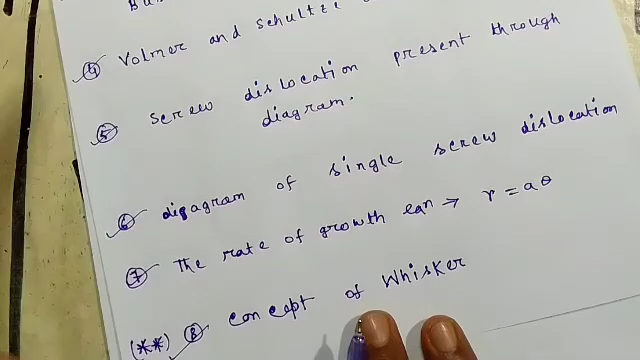 ④ Volmer and Schultze
⑤ Screw dislocation present through
diagram.
⑥ diagram of single screw dislocation
⑦ The rate of growth eqn → r = aθ
(**) ⑧ concept of Whisker